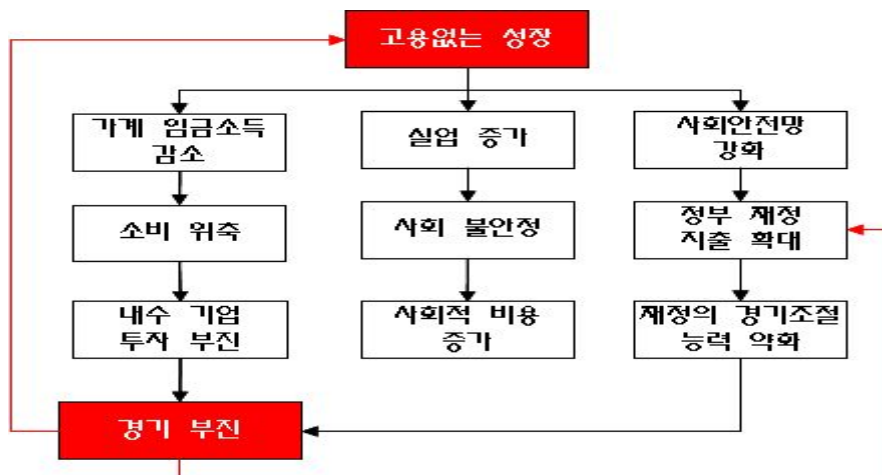 고용없는 성장
가계 임금소득
감소
실업 증가
사회안전망
강화
소비 위축
사회 불안정
정부 재정
지출 확대
내수 기업
투자 부진
사회적 비용
증가
재정의 경기조절
능력 약화
경기 부진